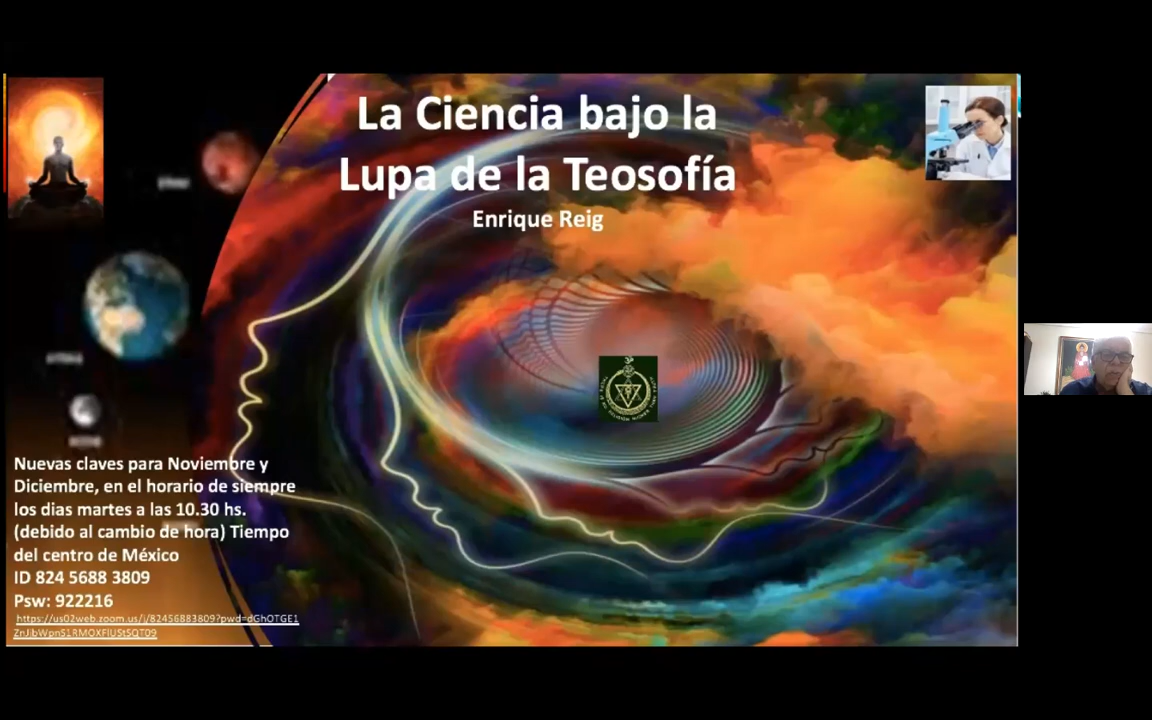 La Ciencia bajo la
Lupa de la Teosofía
Enrique Reig
Nuevas claves para Noviembre y
Diciembre, en el horario de siempre
los dias martes a las 10.30 hs.
(debido al cambio de hora) Tiempo
del centro de México
ID 824 5688 3809
Psw: 922216